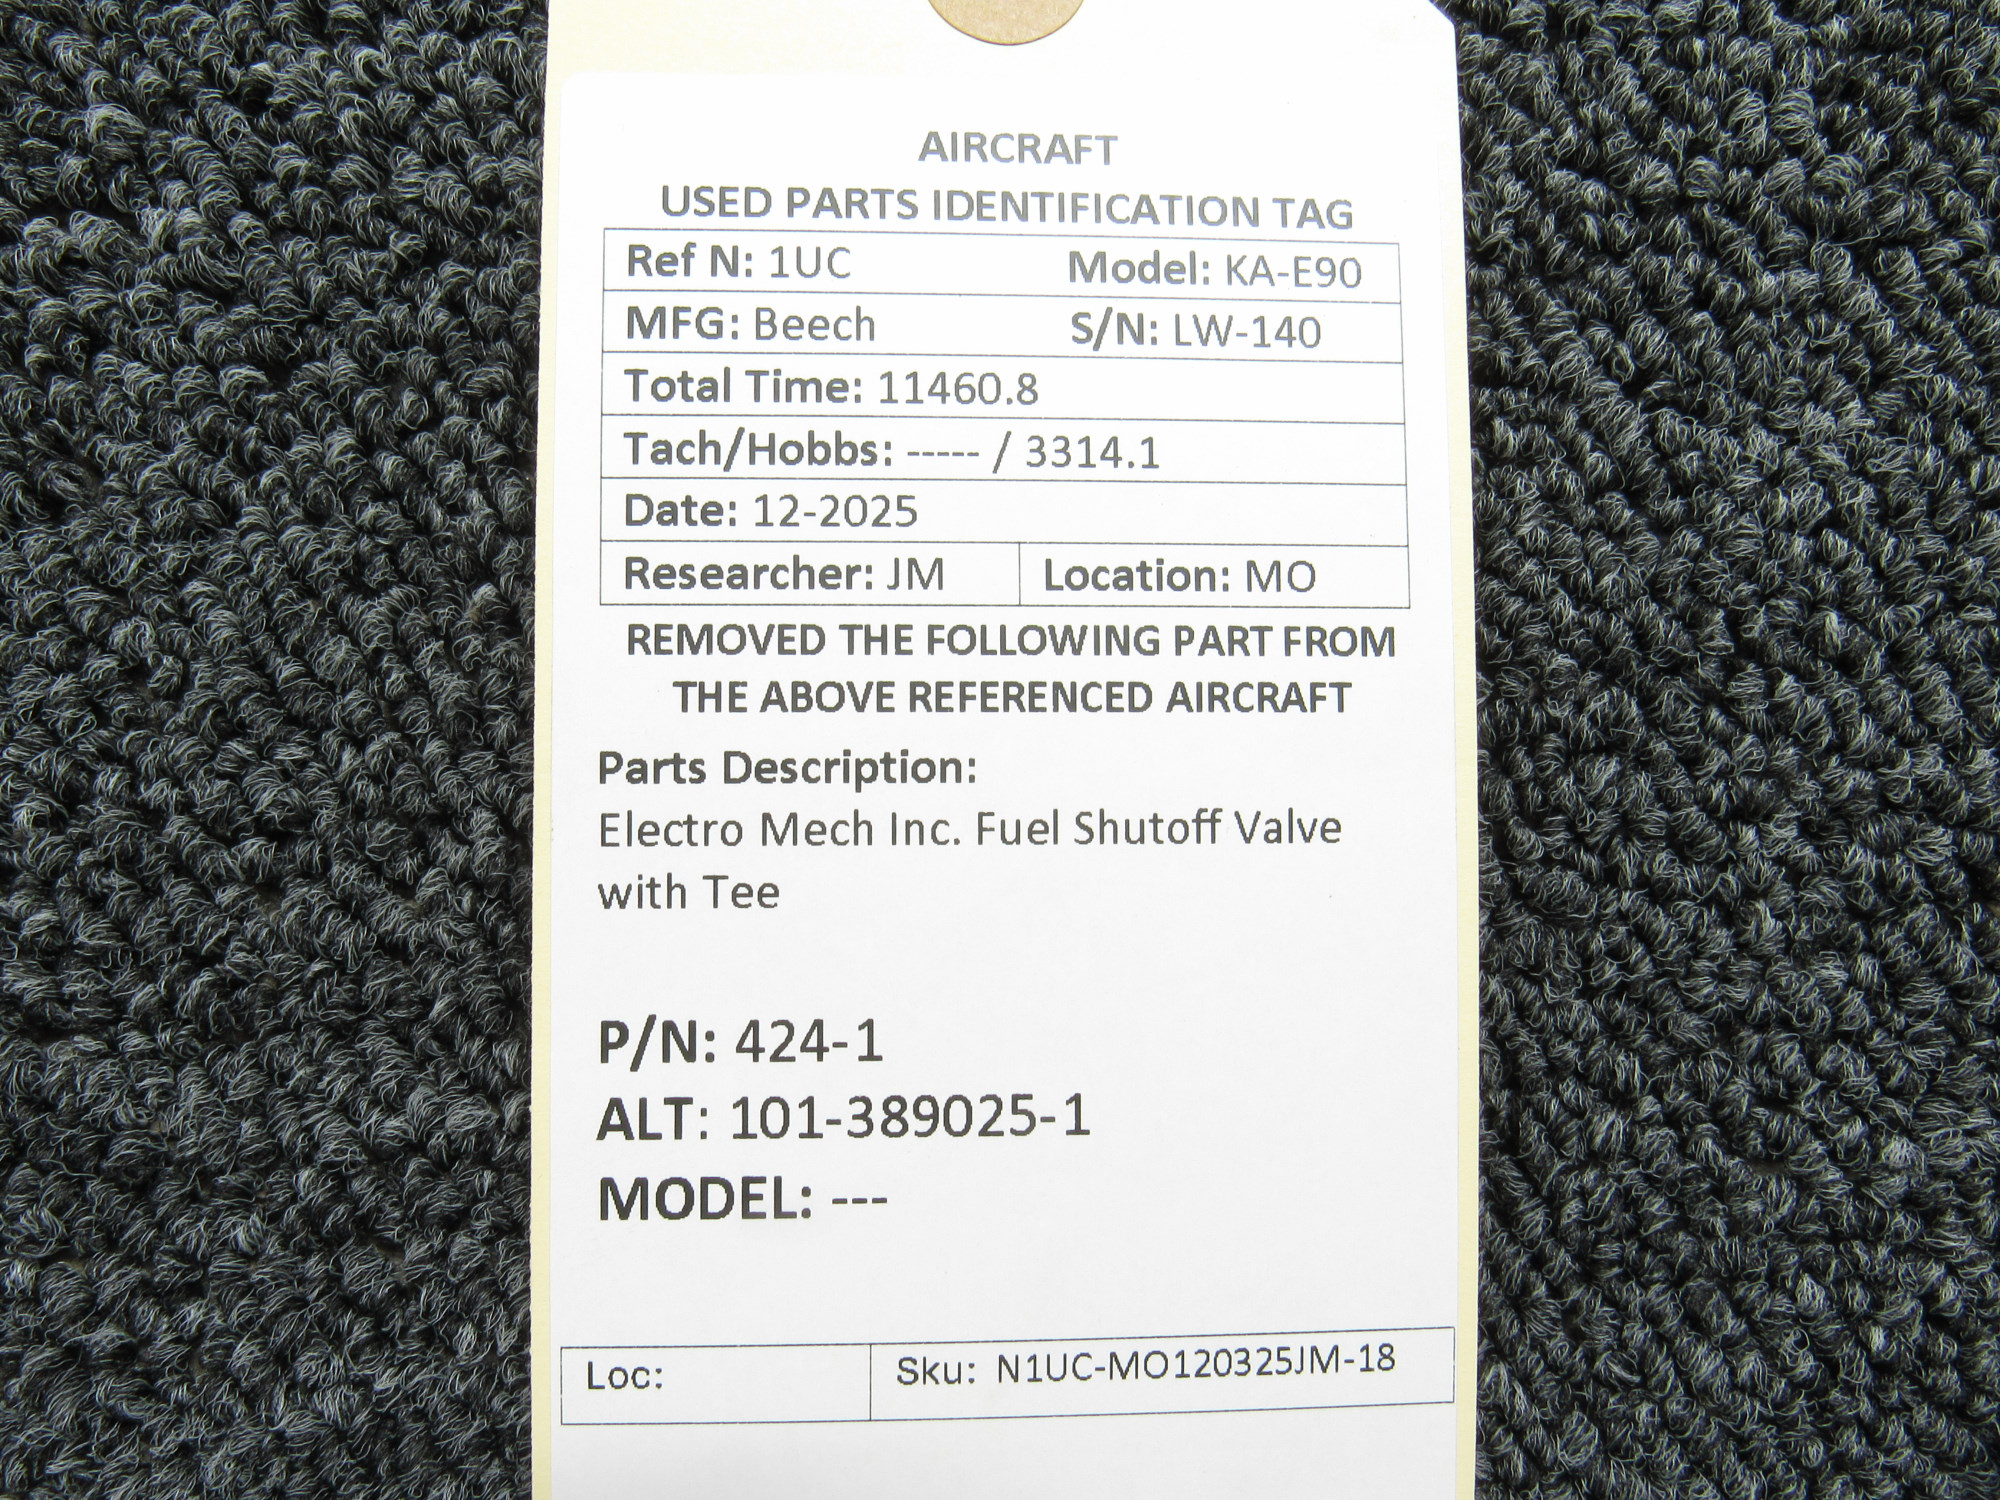 AIRCRAFT
USED PARTS IDENTIFICATION TAG
Ref N: 1UC Model: KA-E90
MFG: Beech S/N: LW-140
Total Time: 11460.8
Tach/Hobbs: ----- / 3314.1
Date: 12-2025
Researcher: JM Location: MO
REMOVED THE FOLLOWING PART FROM
THE ABOVE REFERENCED AIRCRAFT
Parts Description:
Electro Mech Inc. Fuel Shutoff Valve
with Tee
P/N: 424-1
ALT: 101-389025-1
MODEL: ---
Loc: Sku: N1UC-MO120325JM-18